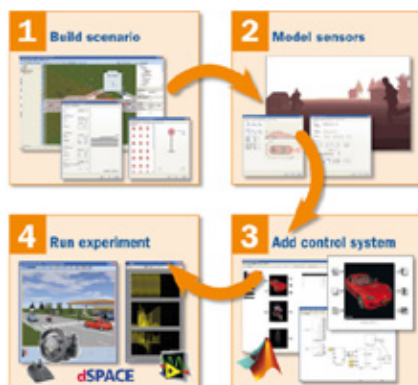 1 Build scenario
2 Model sensors
4 Run experiment
3 Add control system
dSPACE